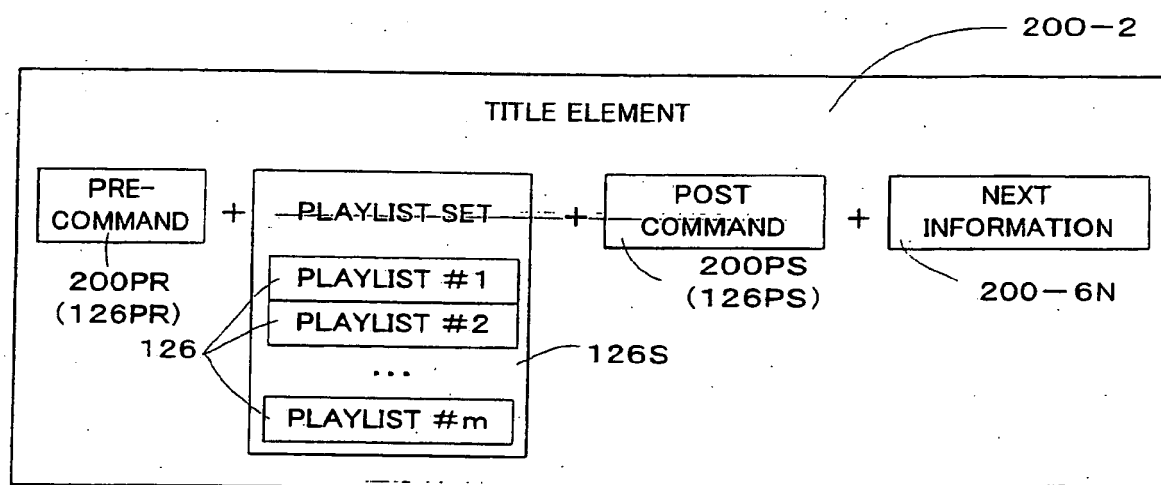 200-2
TITLE ELEMENT
PRE-
COMMAND
+
PLAYLIST SET
+
POST
COMMAND
+
NEXT
INFORMATION
200PR
(126PR)
PLAYLIST #1
PLAYLIST #2
...
PLAYLIST #m
126
126S
200PS
(126PS)
200-6N